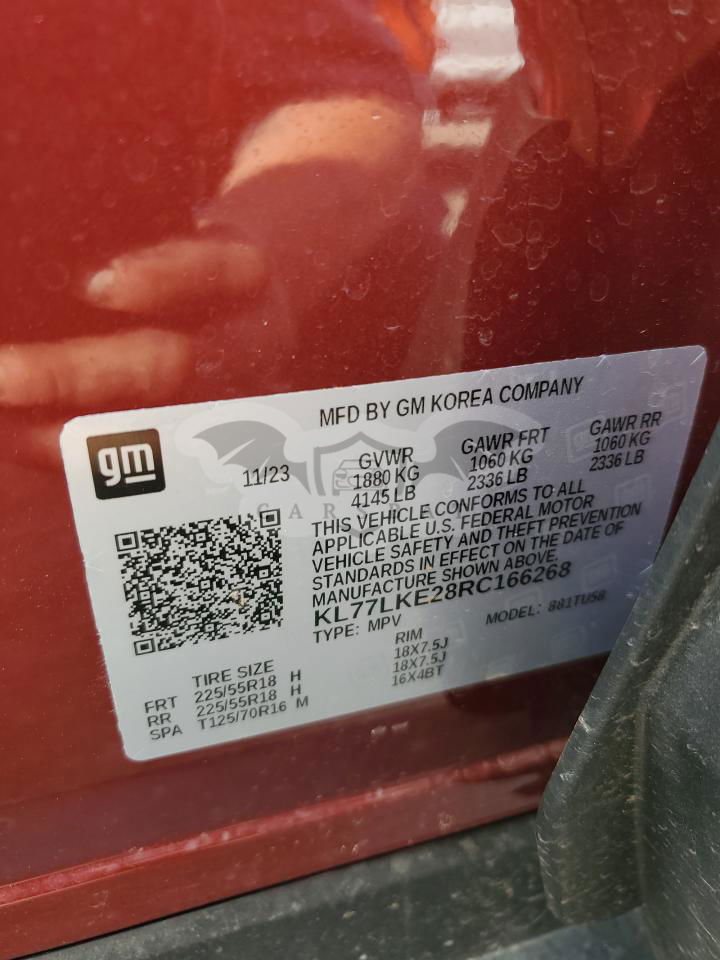 MFD BY GM KOREA COMPANY
gm
11/23
GVWR GAWR FRT GAWR RR
1880 KG 1060 KG 1060 KG
4145 LB 2336 LB 2336 LB
CARSPA
THIS VEHICLE CONFORMS TO ALL
APPLICABLE U.S. FEDERAL MOTOR
VEHICLE SAFETY AND THEFT PREVENTION
STANDARDS IN EFFECT ON THE DATE OF
MANUFACTURE SHOWN ABOVE.
KL77LKE28RC166268
TYPE: MPV MODEL: 881TU58
TIRE SIZE RIM
FRT 225/55R18 H 18X7.5J
RR 225/55R18 H 18X7.5J
SPA T125/70R16 M 16X4BT